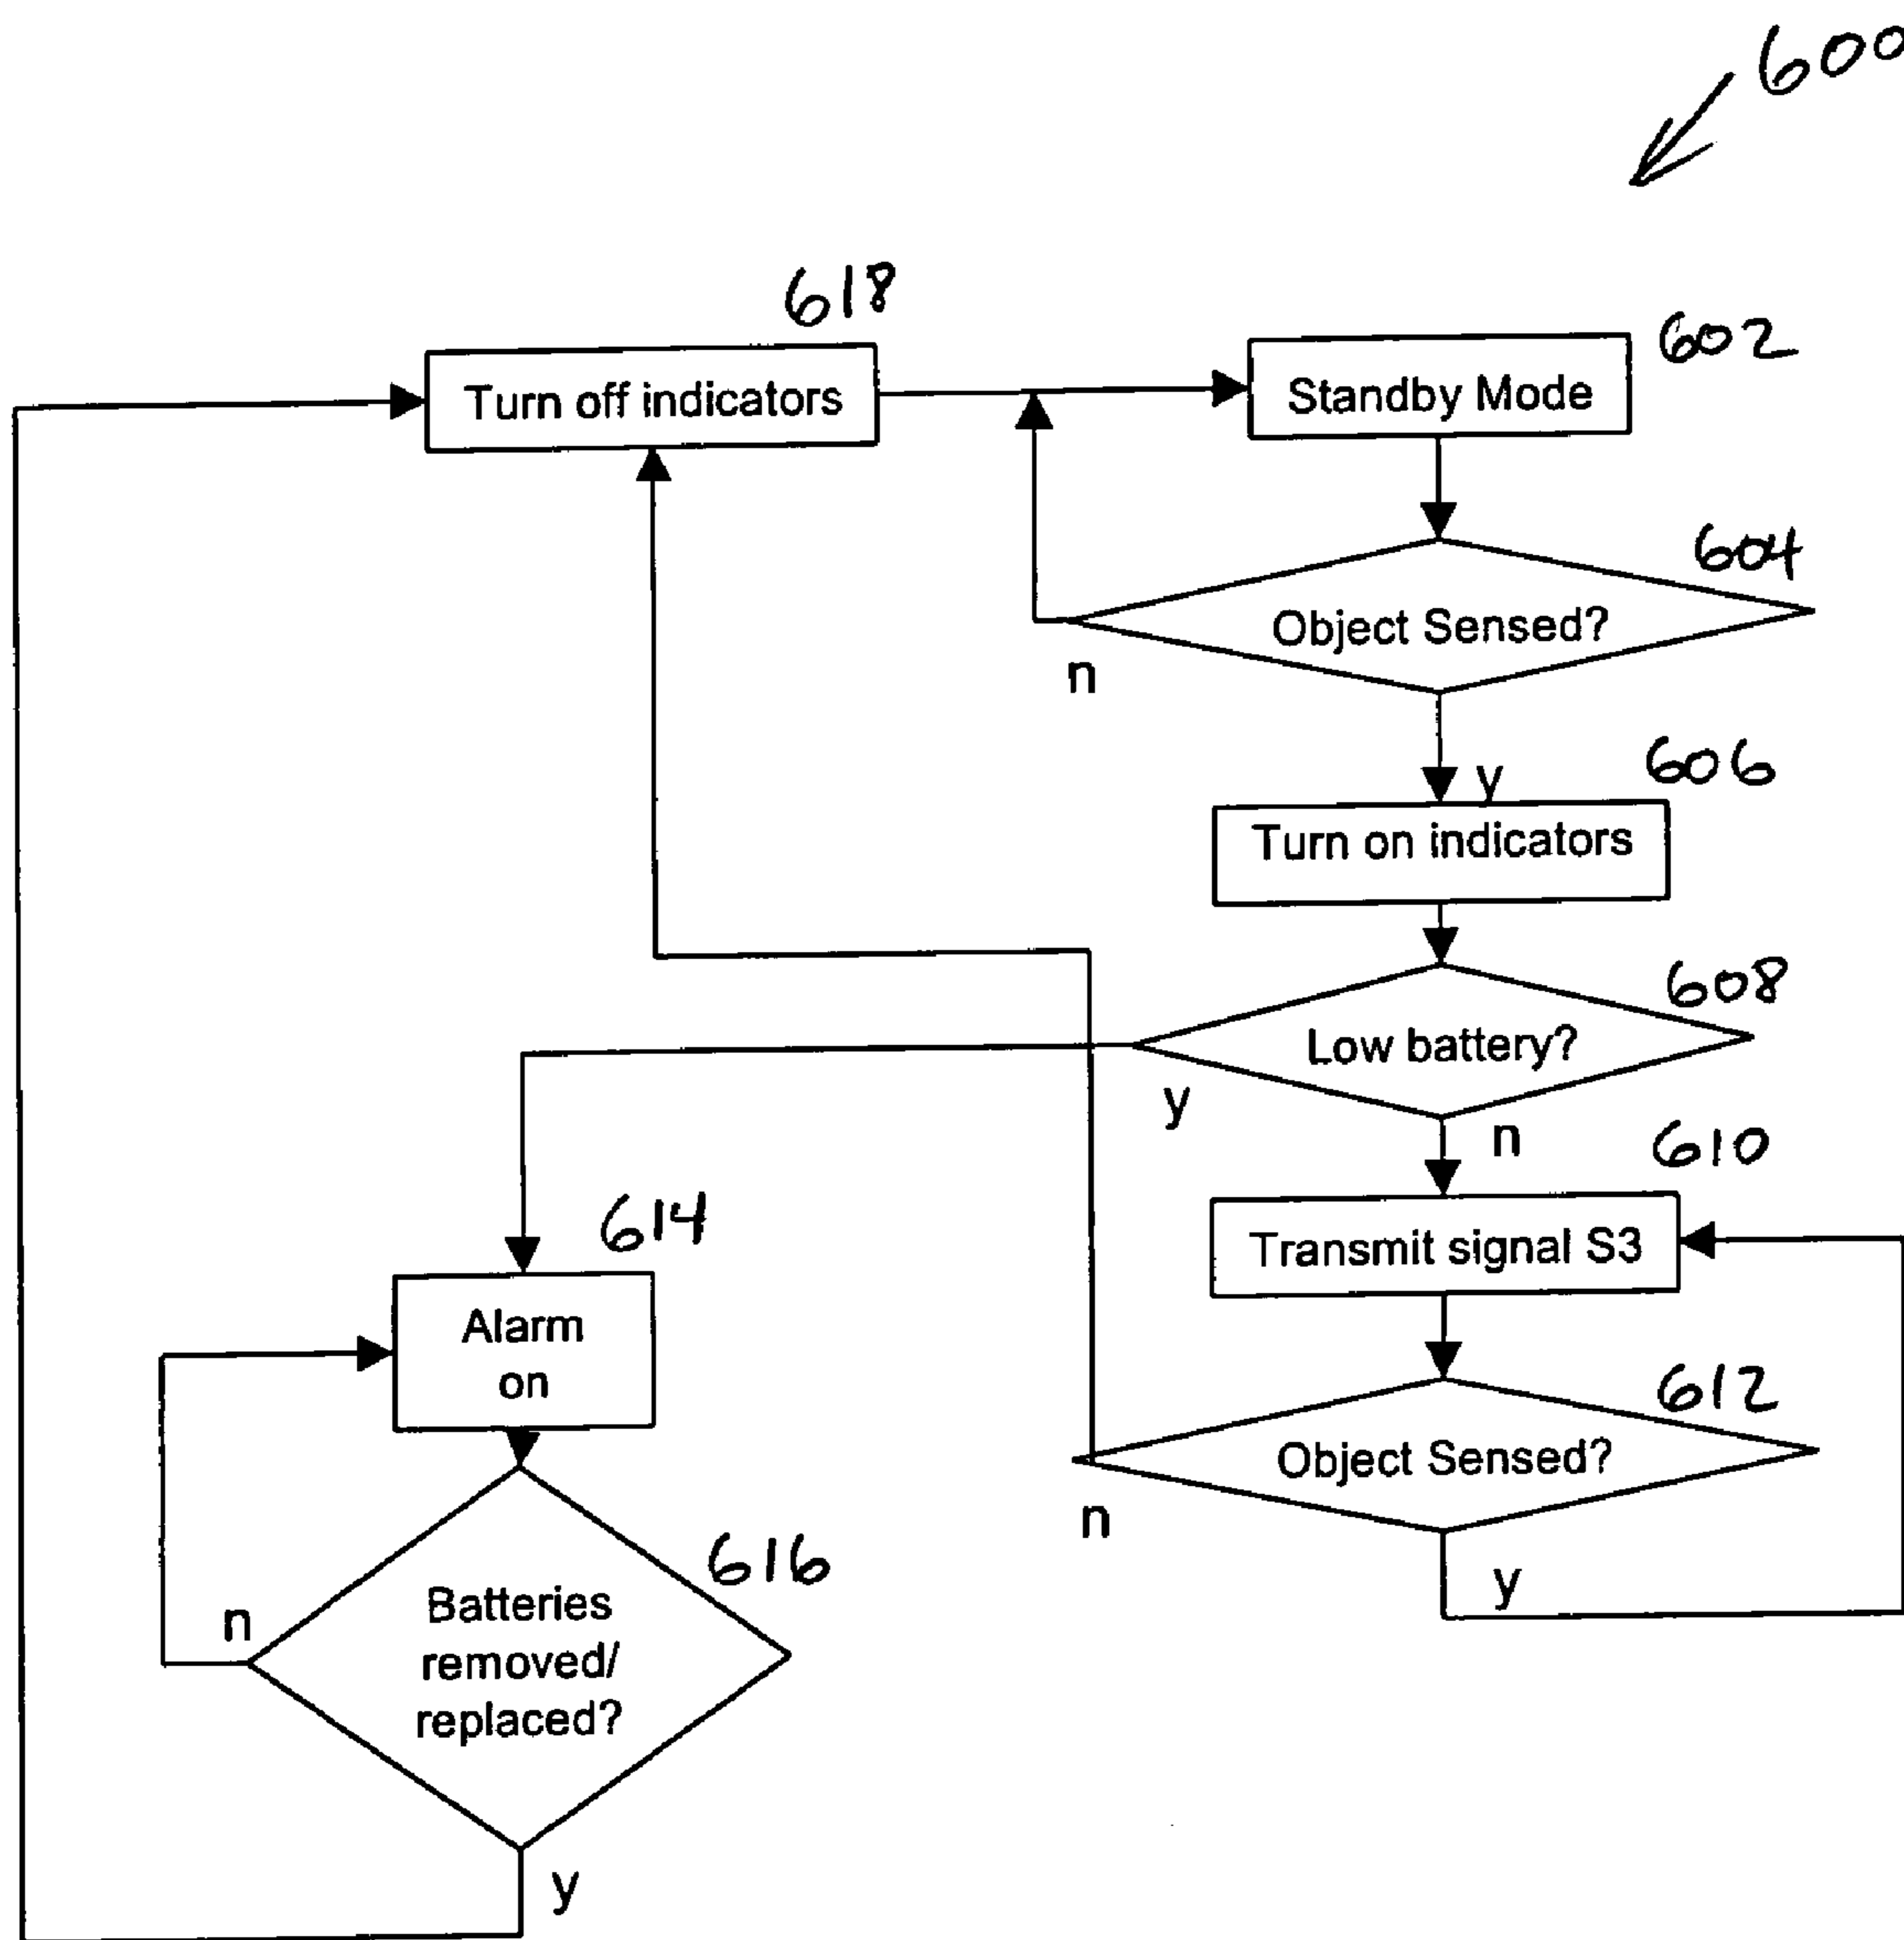 600
618
Turn off indicators
602
Standby Mode
604
Object Sensed?
n
y
606
Turn on indicators
608
Low battery?
y
n
610
Transmit signal S3
614
Alarm
on
612
Object Sensed?
n
y
616
Batteries
removed/
replaced?
n
y